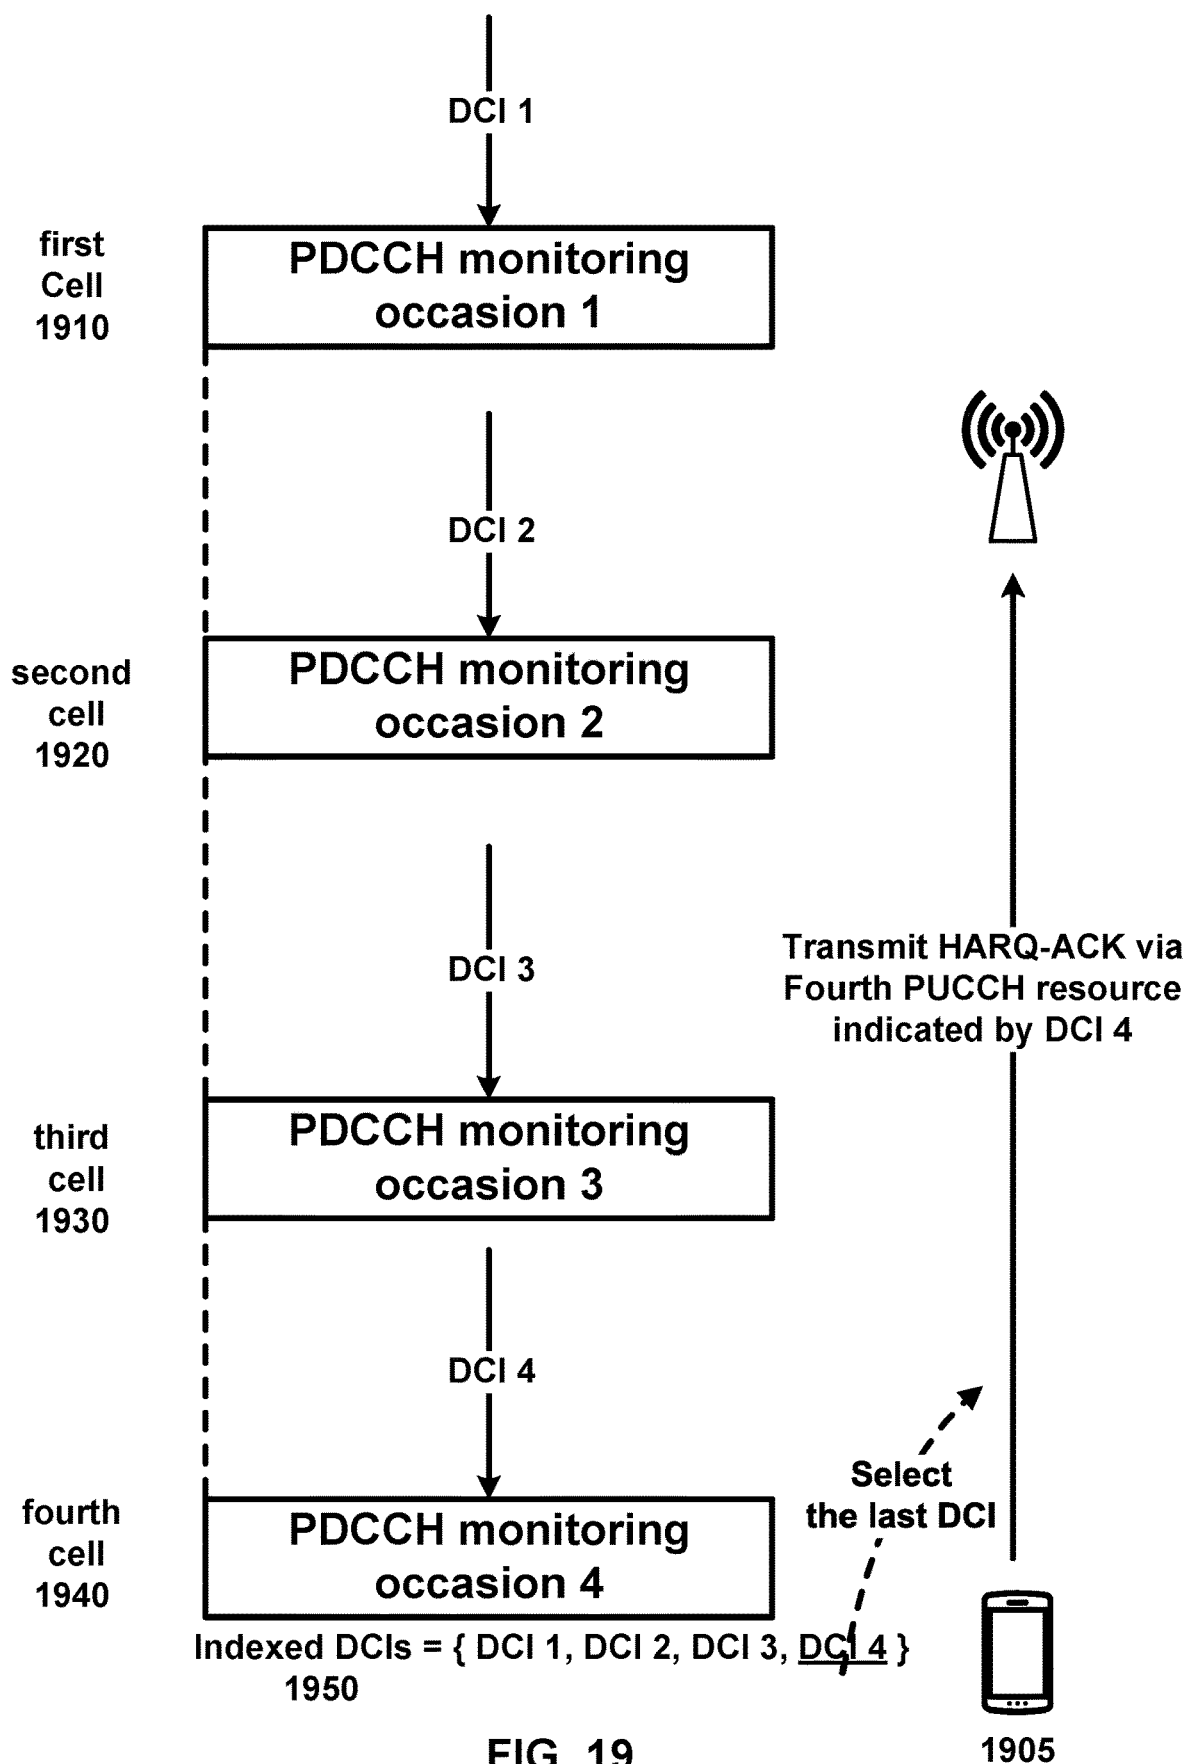 DCI 1
first
Cell
1910
PDCCH monitoring
occasion 1
DCI 2
second
cell
1920
PDCCH monitoring
occasion 2
DCI 3
Transmit HARQ-ACK via
Fourth PUCCH resource
indicated by DCI 4
third
cell
1930
PDCCH monitoring
occasion 3
DCI 4
Select
the last DCI
fourth
cell
1940
PDCCH monitoring
occasion 4
Indexed DCIs = { DCI 1, DCI 2, DCI 3, DCI 4 }
1950
1905
FIG. 19